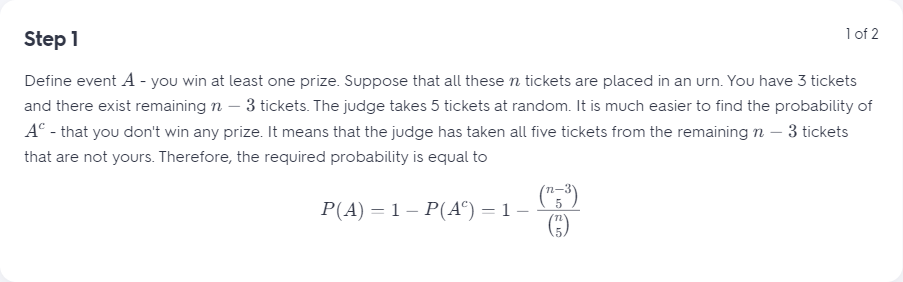 Step 1
1 of 2
Define event A - you win at least one prize. Suppose that all these n tickets are placed in an urn. You have 3 tickets
and there exist remaining n − 3 tickets. The judge takes 5 tickets at random. It is much easier to find the probability of
A^c - that you don't win any prize. It means that the judge has taken all five tickets from the remaining n − 3 tickets
that are not yours. Therefore, the required probability is equal to
P(A) = 1 − P(A^c) = 1 − \frac{\binom{n-3}{5}}{\binom{n}{5}}